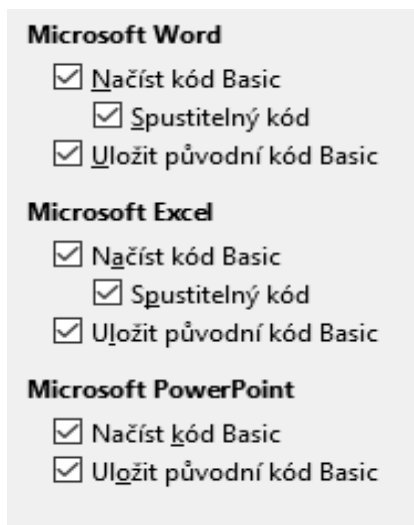 Microsoft Word
Načíst kód Basic
Spustitelný kód
Uložit původní kód Basic
Microsoft Excel
Načíst kód Basic
Spustitelný kód
Uložit původní kód Basic
Microsoft PowerPoint
Načíst kód Basic
Uložit původní kód Basic